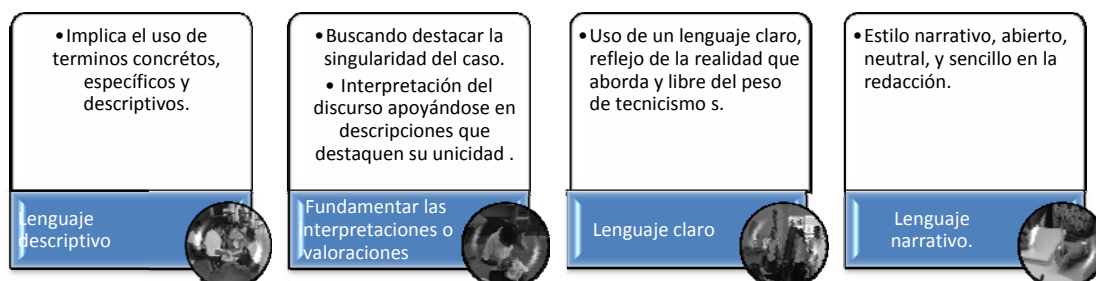 •Implica el uso de
terminos concrétos,
específicos y
descriptivos.
Lenguaje
descriptivo
•Buscando destacar la
singularidad del caso.
• Interpretación del
discurso apoyándose en
descripciones que
destaquen su unicidad .
Fundamentar las
nterpretaciones o
valoraciones
•Uso de un lenguaje claro,
reflejo de la realidad que
aborda y libre del peso
de tecnicismo s.
Lenguaje claro
•Estilo narrativo, abierto,
neutral, y sencillo en la
redacción.
Lenguaje
narrativo.